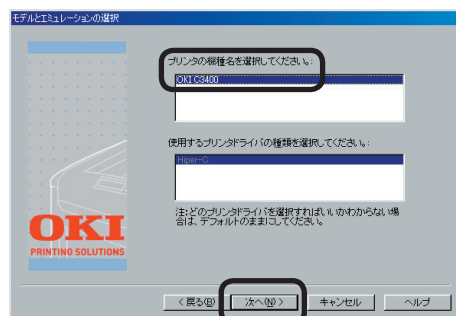 モデルとエミュレーションの選択
プリンタの機種名を選択してください。:
OKI C3400
使用するプリンタドライバの種類を選択してください。:
Hiper-C
注:どのプリンタドライバを選択すればいいかわからない場
合は、デフォルトのままにしてください。
OKI
PRINTING SOLUTIONS
< 戻る(B)
次へ(N) >
キャンセル
ヘルプ